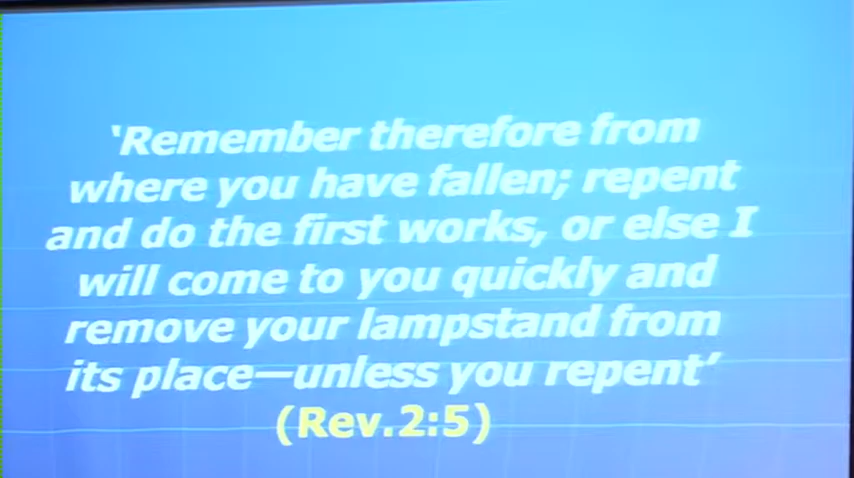 ‘Remember therefore from
where you have fallen; repent
and do the first works, or else I
will come to you quickly and
remove your lampstand from
its place—unless you repent’
(Rev.2:5)